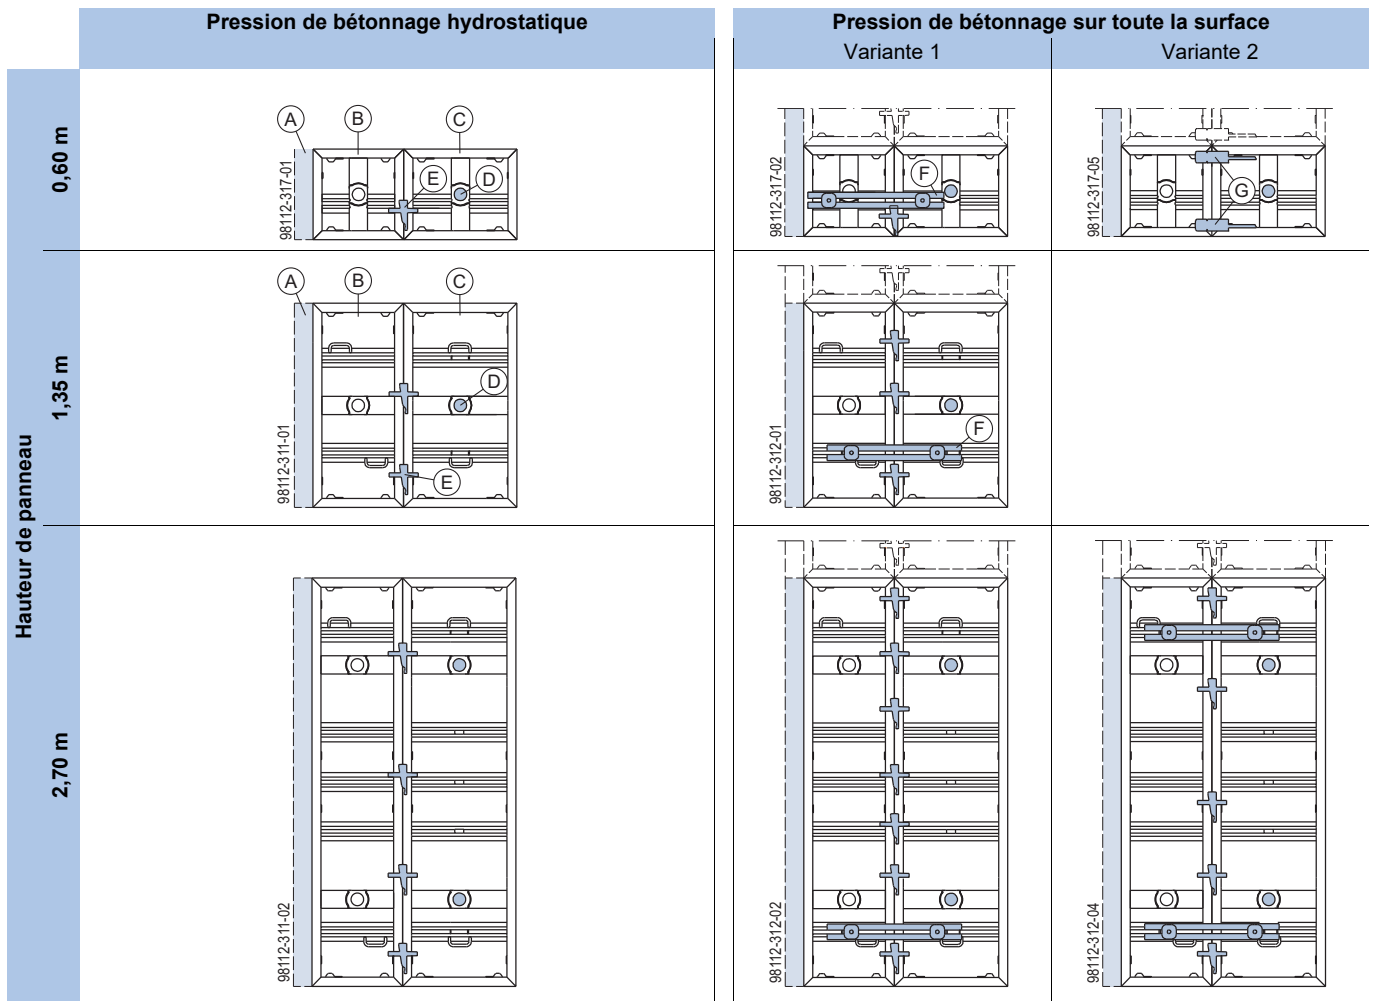 Pression de bétonnage hydrostatique
Pression de bétonnage sur toute la surface
Variante 1
Variante 2
Hauteur de panneau
0,60 m
A
B
C
E
D
98112-317-01
F
98112-317-02
G
98112-317-05
1,35 m
A
B
C
D
E
98112-311-01
F
98112-312-01
2,70 m
98112-311-02
98112-312-02
98112-312-04